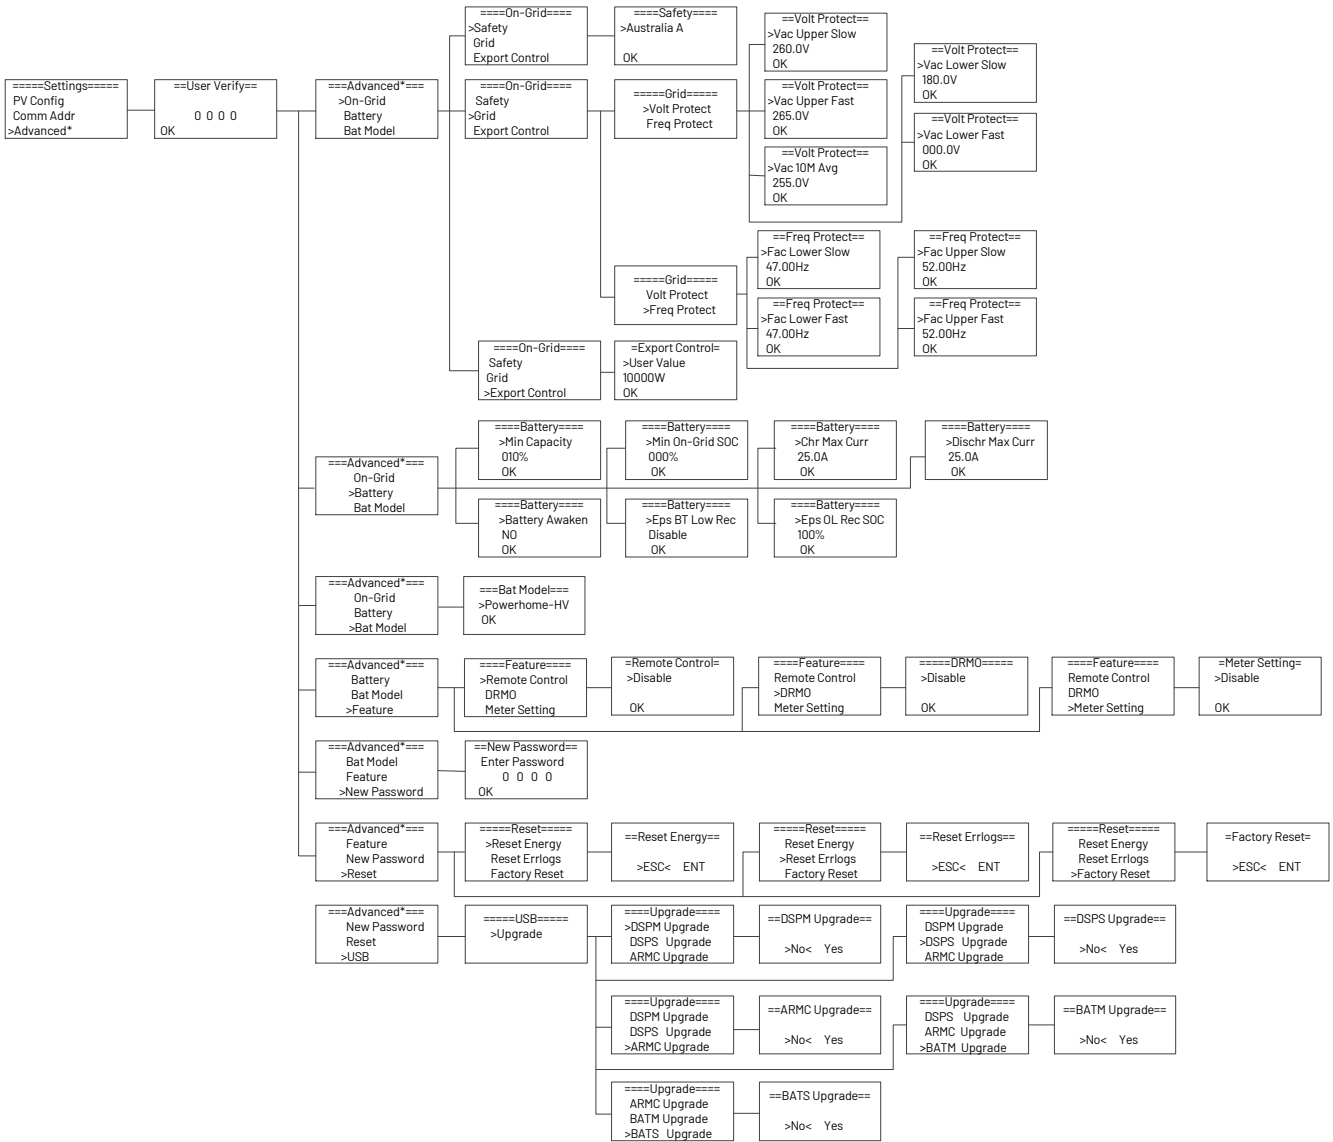 =====Settings=====
PV Config
Comm Addr
>Advanced*
==User Verify==
0 0 0 0
OK
===Advanced*===
>On-Grid
Battery
Bat Model
====On-Grid====
>Safety
Grid
Export Control
====Safety====
>Australia A
OK
====On-Grid====
Safety
>Grid
Export Control
=====Grid=====
>Volt Protect
Freq Protect
==Volt Protect==
>Vac Upper Slow
260.0V
OK
==Volt Protect==
>Vac Upper Fast
265.0V
OK
==Volt Protect==
>Vac 10M Avg
255.0V
OK
==Volt Protect==
>Vac Lower Slow
180.0V
OK
==Volt Protect==
>Vac Lower Fast
000.0V
OK
=====Grid=====
Volt Protect
>Freq Protect
==Freq Protect==
>Fac Lower Slow
47.00Hz
OK
==Freq Protect==
>Fac Upper Slow
52.00Hz
OK
==Freq Protect==
>Fac Lower Fast
47.00Hz
OK
==Freq Protect==
>Fac Upper Fast
52.00Hz
OK
====On-Grid====
Safety
Grid
>Export Control
=Export Control=
>User Value
10000W
OK
===Advanced*===
On-Grid
>Battery
Bat Model
====Battery====
>Min Capacity
010%
OK
====Battery====
>Min On-Grid SOC
000%
OK
====Battery====
>Chr Max Curr
25.0A
OK
====Battery====
>Dischr Max Curr
25.0A
OK
====Battery====
>Battery Awaken
NO
OK
====Battery====
>Eps BT Low Rec
Disable
OK
====Battery====
>Eps OL Rec SOC
100%
OK
===Advanced*===
On-Grid
Battery
>Bat Model
===Bat Model===
>Powerhome-HV
OK
===Advanced*===
Battery
Bat Model
>Feature
====Feature====
>Remote Control
DRM0
Meter Setting
=Remote Control=
>Disable
OK
====Feature====
Remote Control
>DRM0
Meter Setting
=====DRM0=====
>Disable
OK
====Feature====
Remote Control
DRM0
>Meter Setting
=Meter Setting=
>Disable
OK
===Advanced*===
Bat Model
Feature
>New Password
==New Password==
Enter Password
0 0 0 0
OK
===Advanced*===
Feature
New Password
>Reset
=====Reset=====
>Reset Energy
Reset Errlogs
Factory Reset
==Reset Energy==
>ESC< ENT
=====Reset=====
Reset Energy
>Reset Errlogs
Factory Reset
==Reset Errlogs==
>ESC< ENT
=====Reset=====
Reset Energy
Reset Errlogs
>Factory Reset
=Factory Reset=
>ESC< ENT
===Advanced*===
New Password
Reset
>USB
=====USB=====
>Upgrade
====Upgrade====
>DSPM Upgrade
DSPS Upgrade
ARMC Upgrade
==DSPM Upgrade==
>No< Yes
====Upgrade====
DSPM Upgrade
>DSPS Upgrade
ARMC Upgrade
==DSPS Upgrade==
>No< Yes
====Upgrade====
DSPM Upgrade
DSPS Upgrade
>ARMC Upgrade
==ARMC Upgrade==
>No< Yes
====Upgrade====
DSPS Upgrade
ARMC Upgrade
>BATM Upgrade
==BATM Upgrade==
>No< Yes
====Upgrade====
ARMC Upgrade
BATM Upgrade
>BATS Upgrade
==BATS Upgrade==
>No< Yes